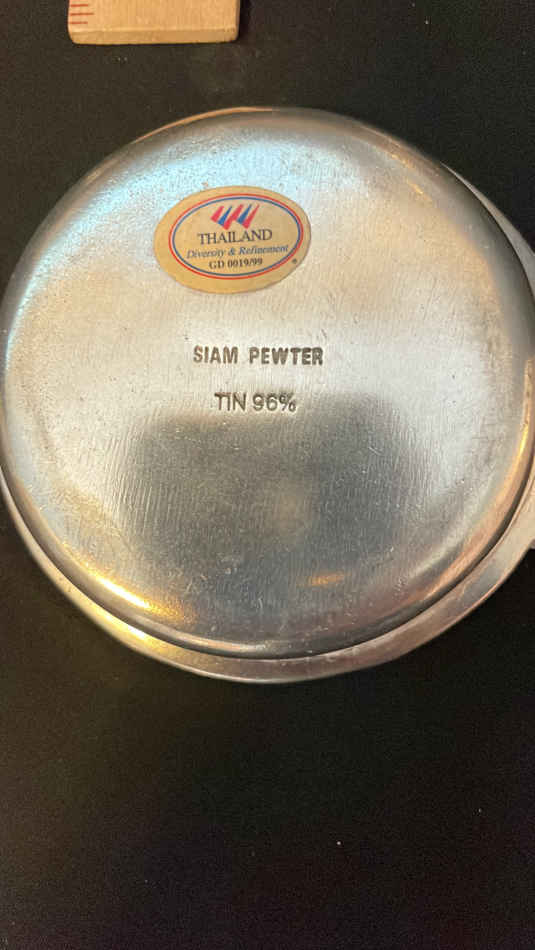 THAILAND
Diversity & Refinement
GD 0019/99
®
SIAM PEWTER
TIN 96%